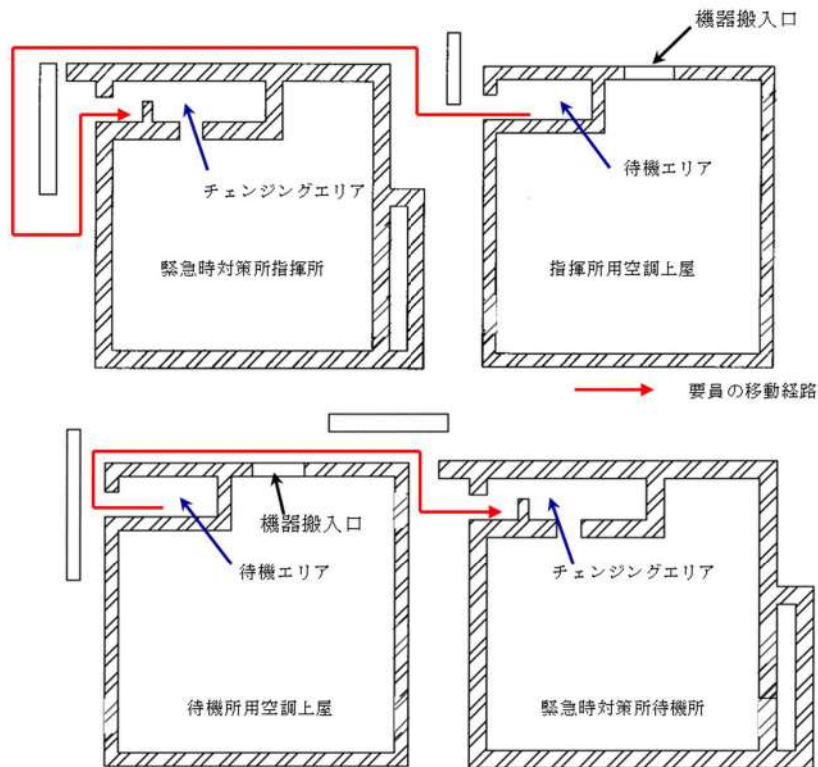 機器搬入口
チェンジングエリア
待機エリア
緊急時対策所指揮所
指揮所用空調上屋
要員の移動経路
機器搬入口
待機エリア
チェンジングエリア
待機所用空調上屋
緊急時対策所待機所